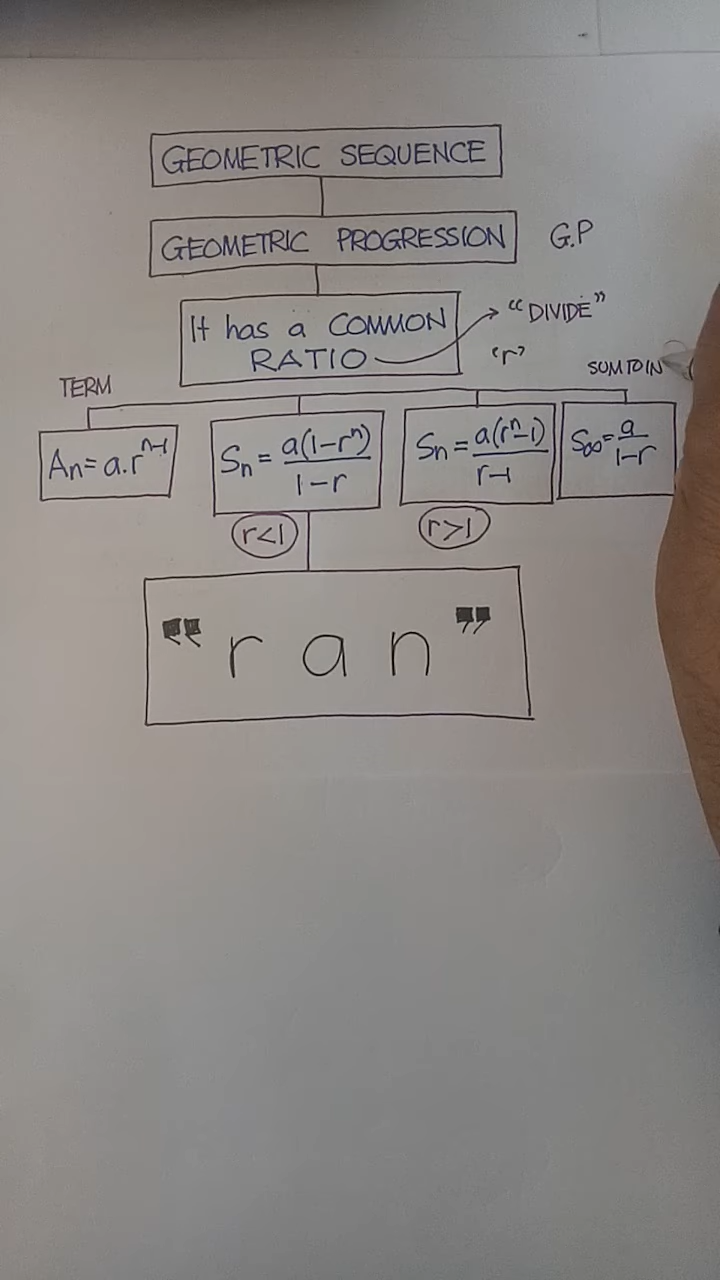 GEOMETRIC SEQUENCE
GEOMETRIC PROGRESSION G.P
It has a COMMON
RATIO
“DIVIDE”
“r”
TERM
SUM TO IN
An = a.r^n-1
Sn = a(1-r^n) / 1-r
r<1
Sn = a(r^n-1) / r-1
r>1
S∞ = a / 1-r
“ran”